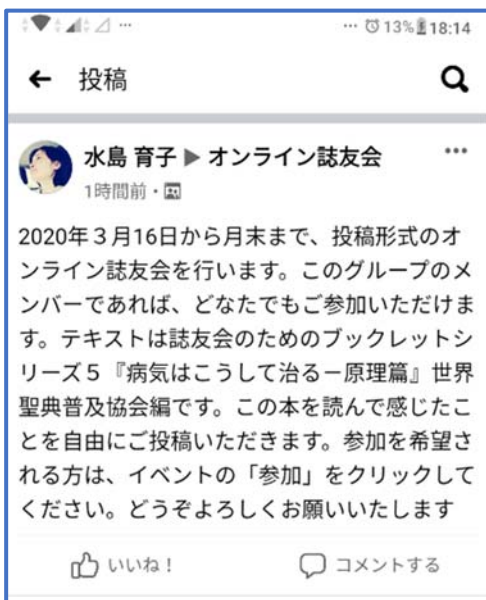 … 13% 18:14
← 投稿
水島 育子 ▶ オンライン誌友会 …
1時間前・
2020年３月16日から月末まで、投稿形式のオ
ンライン誌友会を行います。このグループのメ
ンバーであれば、どなたでもご参加いただけま
す。テキストは誌友会のためのブックレットシ
リーズ５『病気はこうして治る－原理篇』世界
聖典普及協会編です。この本を読んで感じたこ
とを自由にご投稿いただきます。参加を希望さ
れる方は、イベントの「参加」をクリックして
ください。どうぞよろしくお願いいたします
いいね！ コメントする